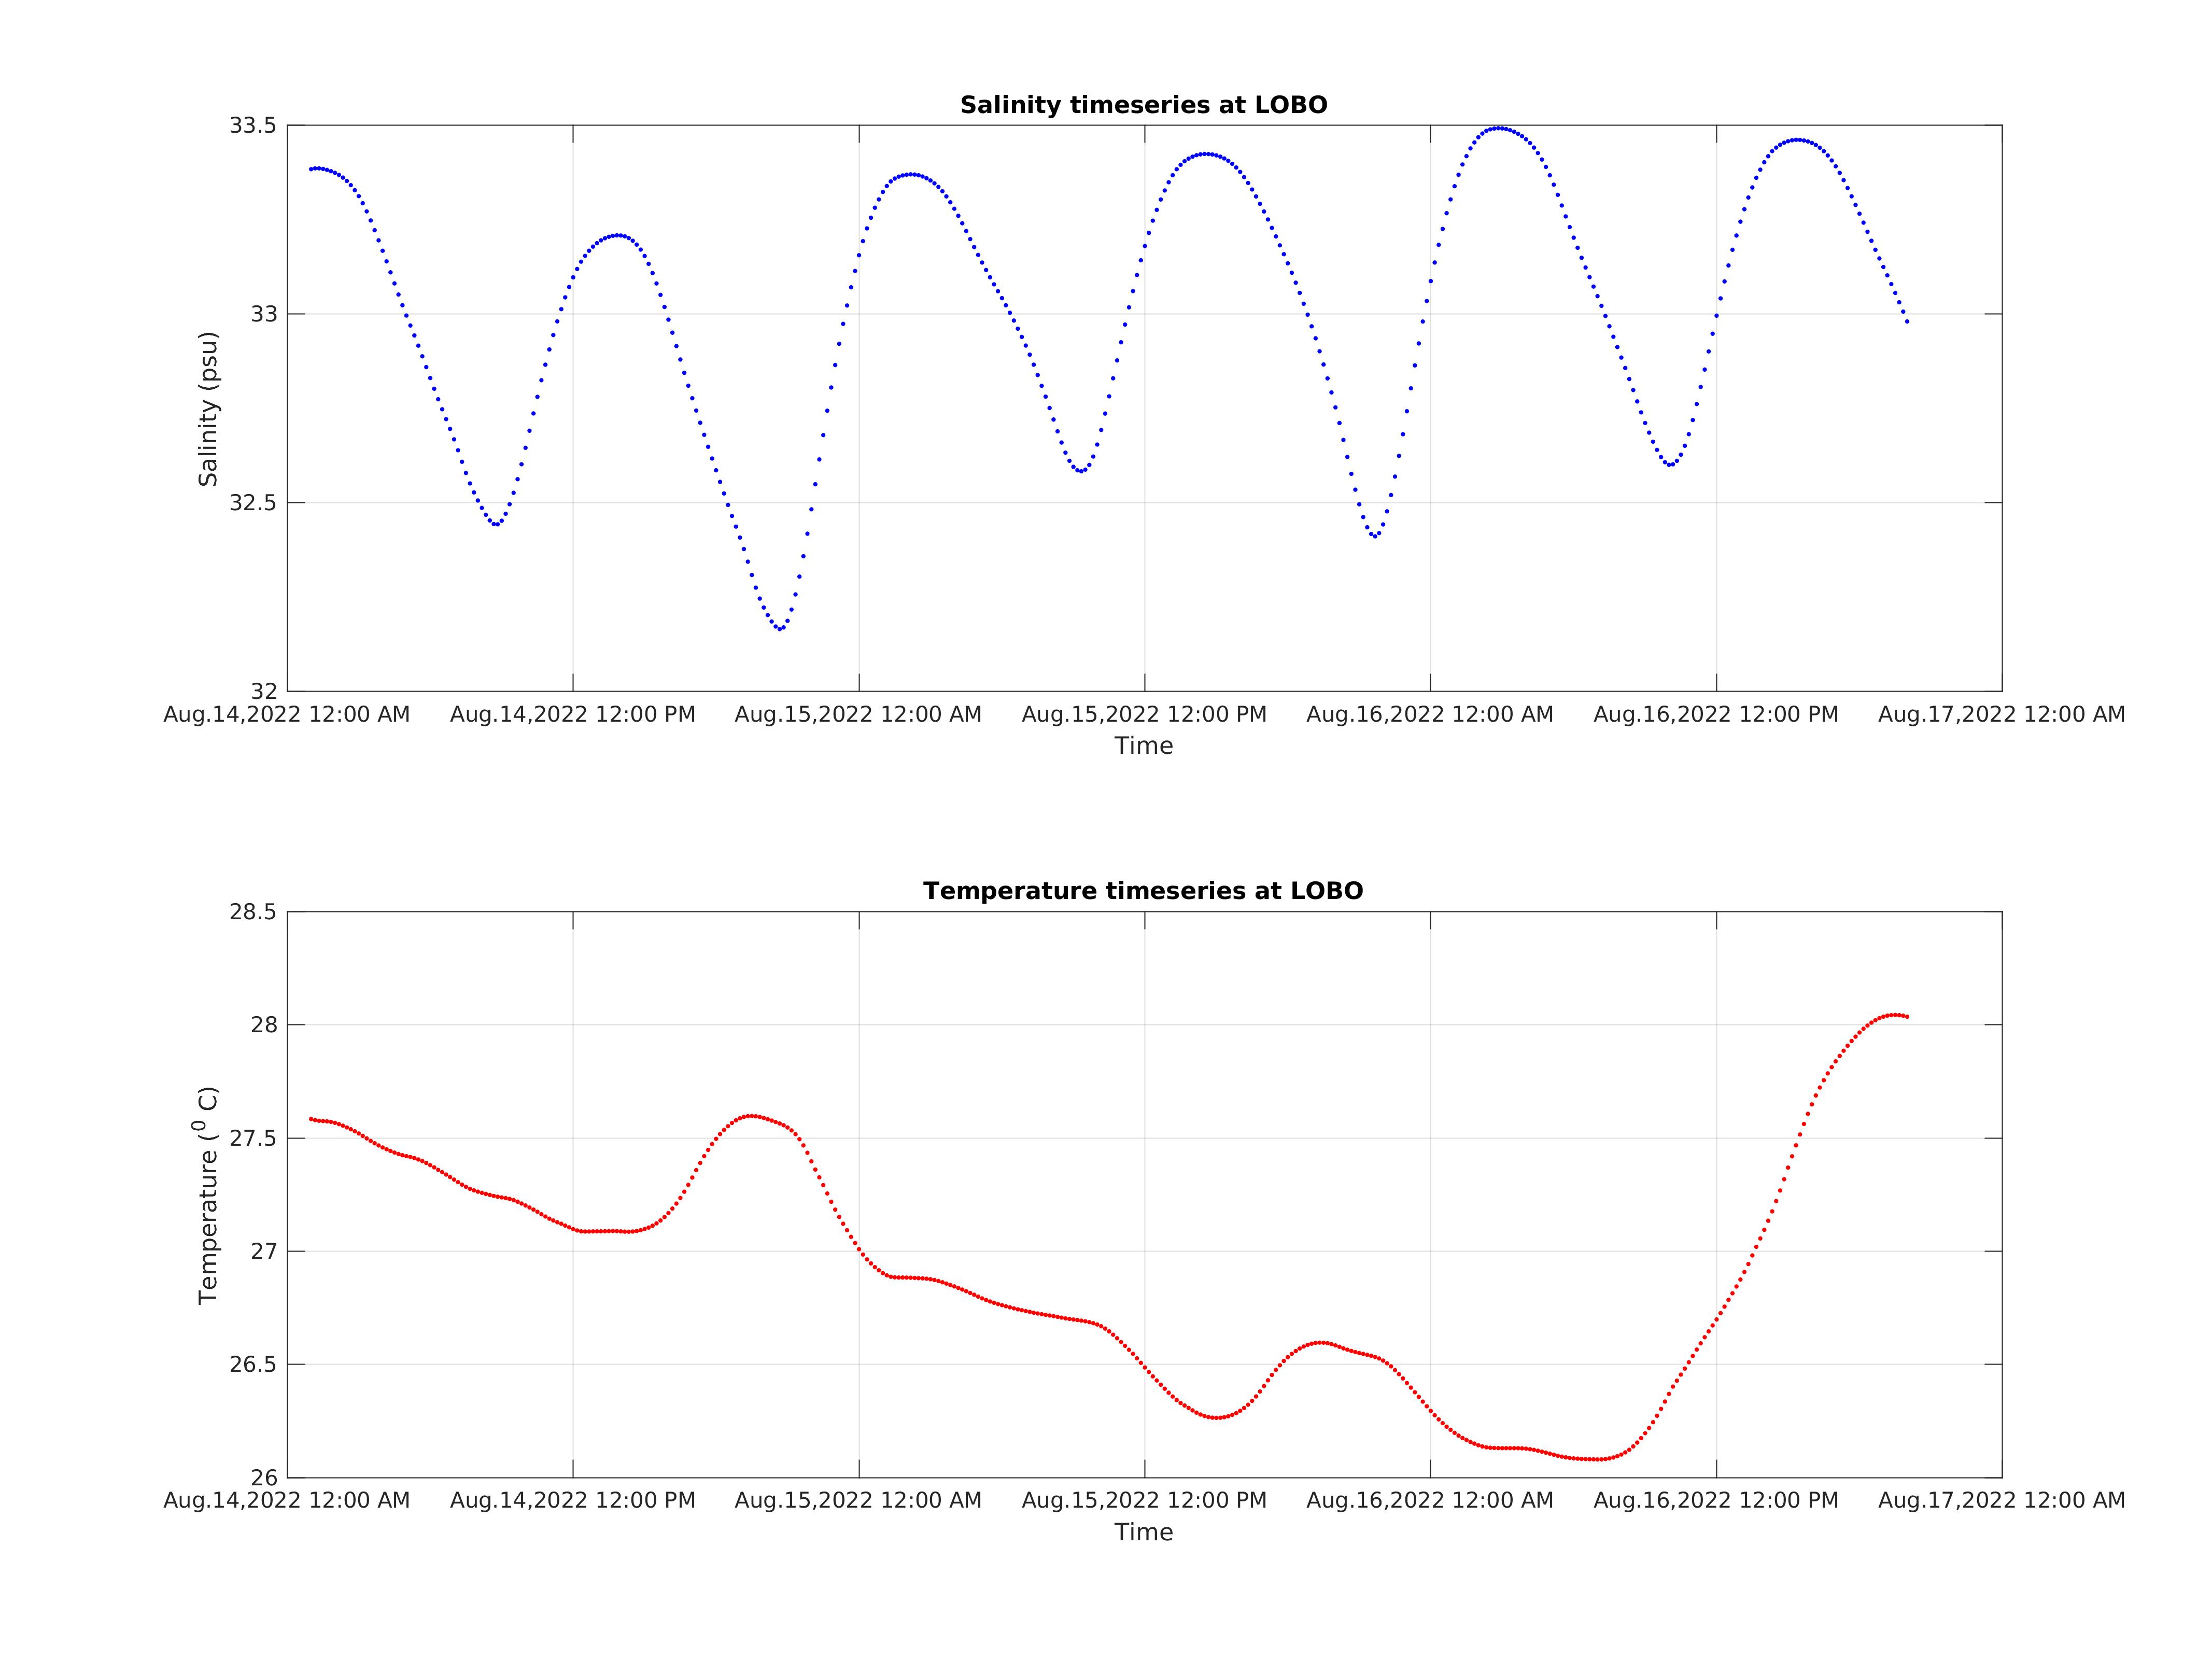 Salinity timeseries at LOBO
33.5
33
32.5
32
Salinity (psu)
Aug.14,2022 12:00 AM Aug.14,2022 12:00 PM Aug.15,2022 12:00 AM Aug.15,2022 12:00 PM Aug.16,2022 12:00 AM Aug.16,2022 12:00 PM Aug.17,2022 12:00 AM
Time
Temperature timeseries at LOBO
28.5
28
27.5
27
26.5
26
Temperature (⁰ C)
Aug.14,2022 12:00 AM Aug.14,2022 12:00 PM Aug.15,2022 12:00 AM Aug.15,2022 12:00 PM Aug.16,2022 12:00 AM Aug.16,2022 12:00 PM Aug.17,2022 12:00 AM
Time